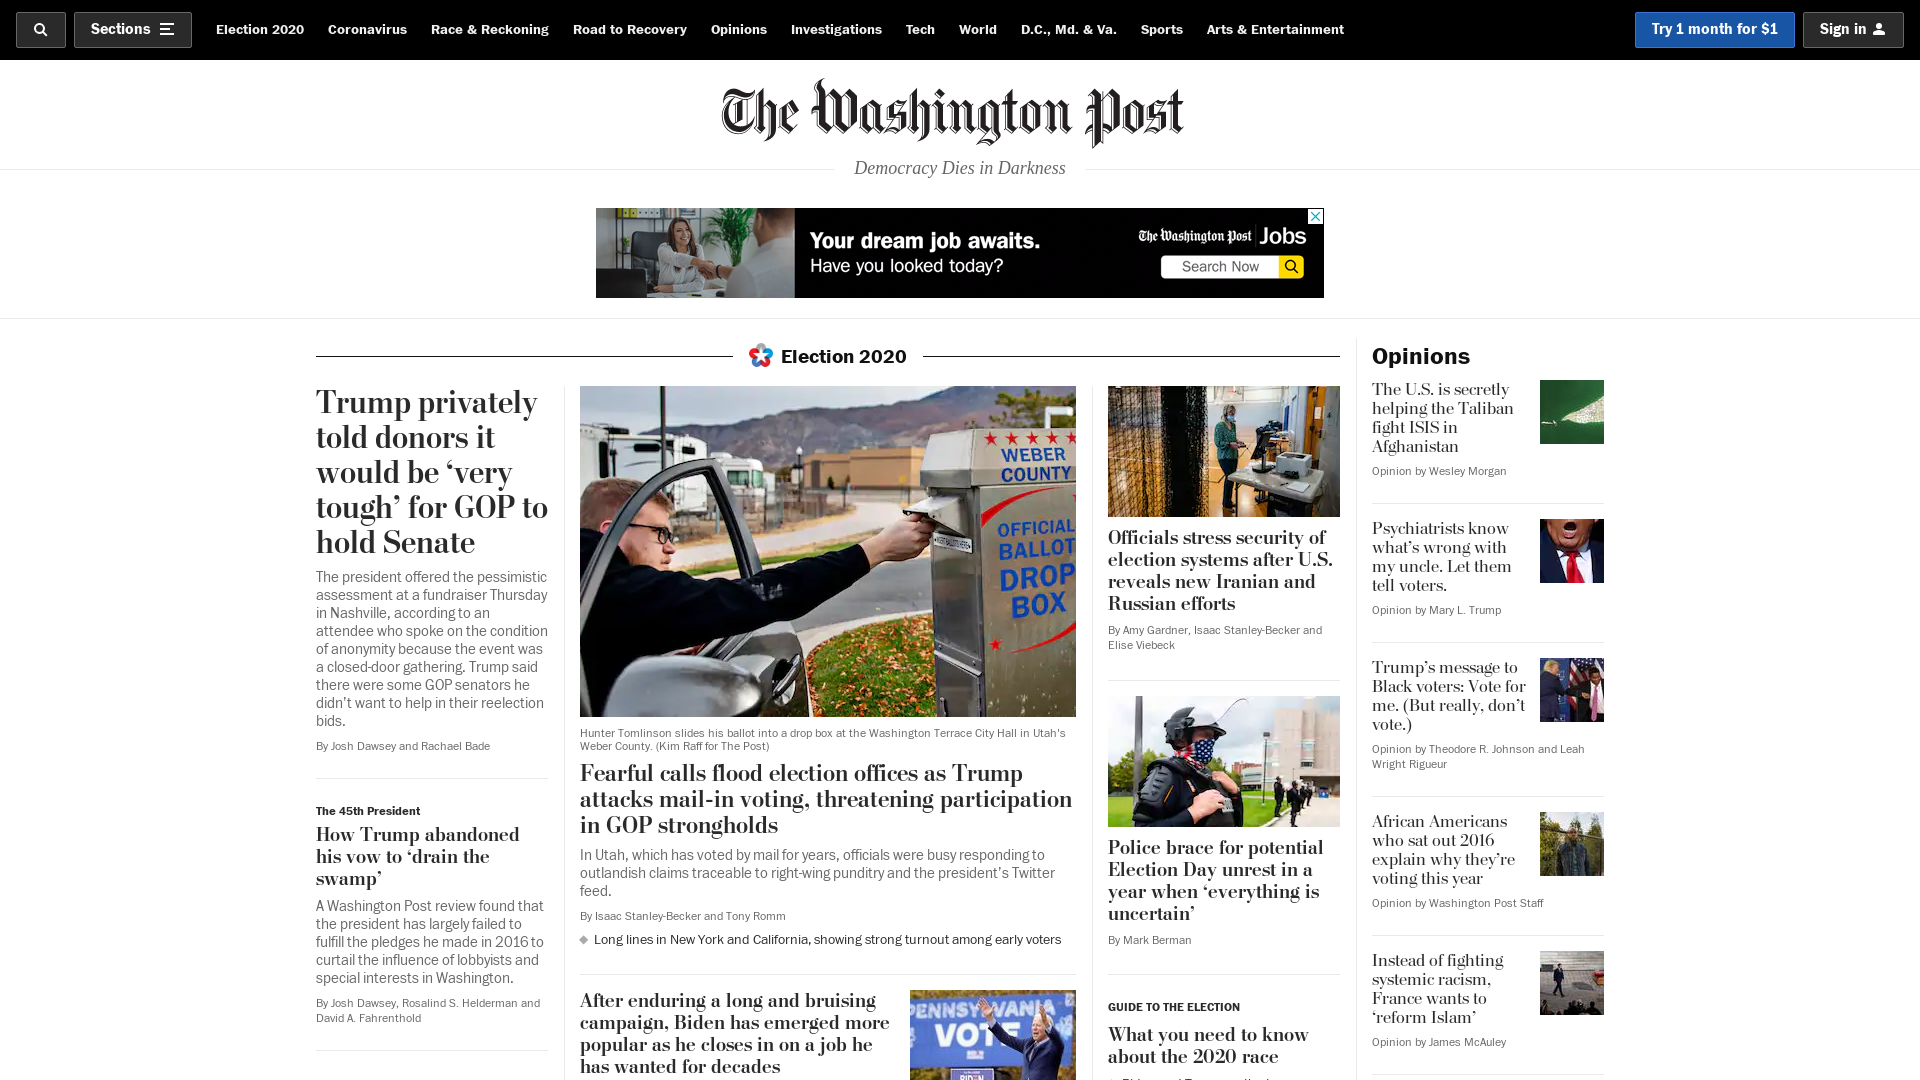 Sections
Election 2020
Coronavirus
Race & Reckoning
Road to Recovery
Opinions
Investigations
Tech
World
D.C., Md. & Va.
Sports
Arts & Entertainment
Try 1 month for $1
Sign in
The Washington Post
Democracy Dies in Darkness
Your dream job awaits.
Have you looked today?
The Washington Post Jobs
Search Now
Election 2020
Trump privately
told donors it
would be ‘very
tough’ for GOP to
hold Senate
The president offered the pessimistic
assessment at a fundraiser Thursday
in Nashville, according to an
attendee who spoke on the condition
of anonymity because the event was
a closed-door gathering. Trump said
there were some GOP senators he
didn’t want to help in their reelection
bids.
By Josh Dawsey and Rachael Bade
The 45th President
How Trump abandoned
his vow to ‘drain the
swamp’
A Washington Post review found that
the president has largely failed to
fulfill the pledges he made in 2016 to
curtail the influence of lobbyists and
special interests in Washington.
By Josh Dawsey, Rosalind S. Helderman and
David A. Fahrenthold
WEBER
COUNTY
OFFICIAL
BALLOT
DROP
BOX
Hunter Tomlinson slides his ballot into a drop box at the Washington Terrace City Hall in Utah's
Weber County. (Kim Raff for The Post)
Fearful calls flood election offices as Trump
attacks mail-in voting, threatening participation
in GOP strongholds
In Utah, which has voted by mail for years, officials were busy responding to
outlandish claims traceable to right-wing punditry and the president’s Twitter
feed.
By Isaac Stanley-Becker and Tony Romm
Long lines in New York and California, showing strong turnout among early voters
After enduring a long and bruising
campaign, Biden has emerged more
popular as he closes in on a job he
has wanted for decades
PENNSYLVANIA
VOTE
BIDEN
Officials stress security of
election systems after U.S.
reveals new Iranian and
Russian efforts
By Amy Gardner, Isaac Stanley-Becker and
Elise Viebeck
Police brace for potential
Election Day unrest in a
year when ‘everything is
uncertain’
By Mark Berman
GUIDE TO THE ELECTION
What you need to know
about the 2020 race
Opinions
The U.S. is secretly
helping the Taliban
fight ISIS in
Afghanistan
Opinion by Wesley Morgan
Psychiatrists know
what’s wrong with
my uncle. Let them
tell voters.
Opinion by Mary L. Trump
Trump’s message to
Black voters: Vote for
me. (But really, don’t
vote.)
Opinion by Theodore R. Johnson and Leah
Wright Rigueur
African Americans
who sat out 2016
explain why they’re
voting this year
Opinion by Washington Post Staff
Instead of fighting
systemic racism,
France wants to
‘reform Islam’
Opinion by James McAuley